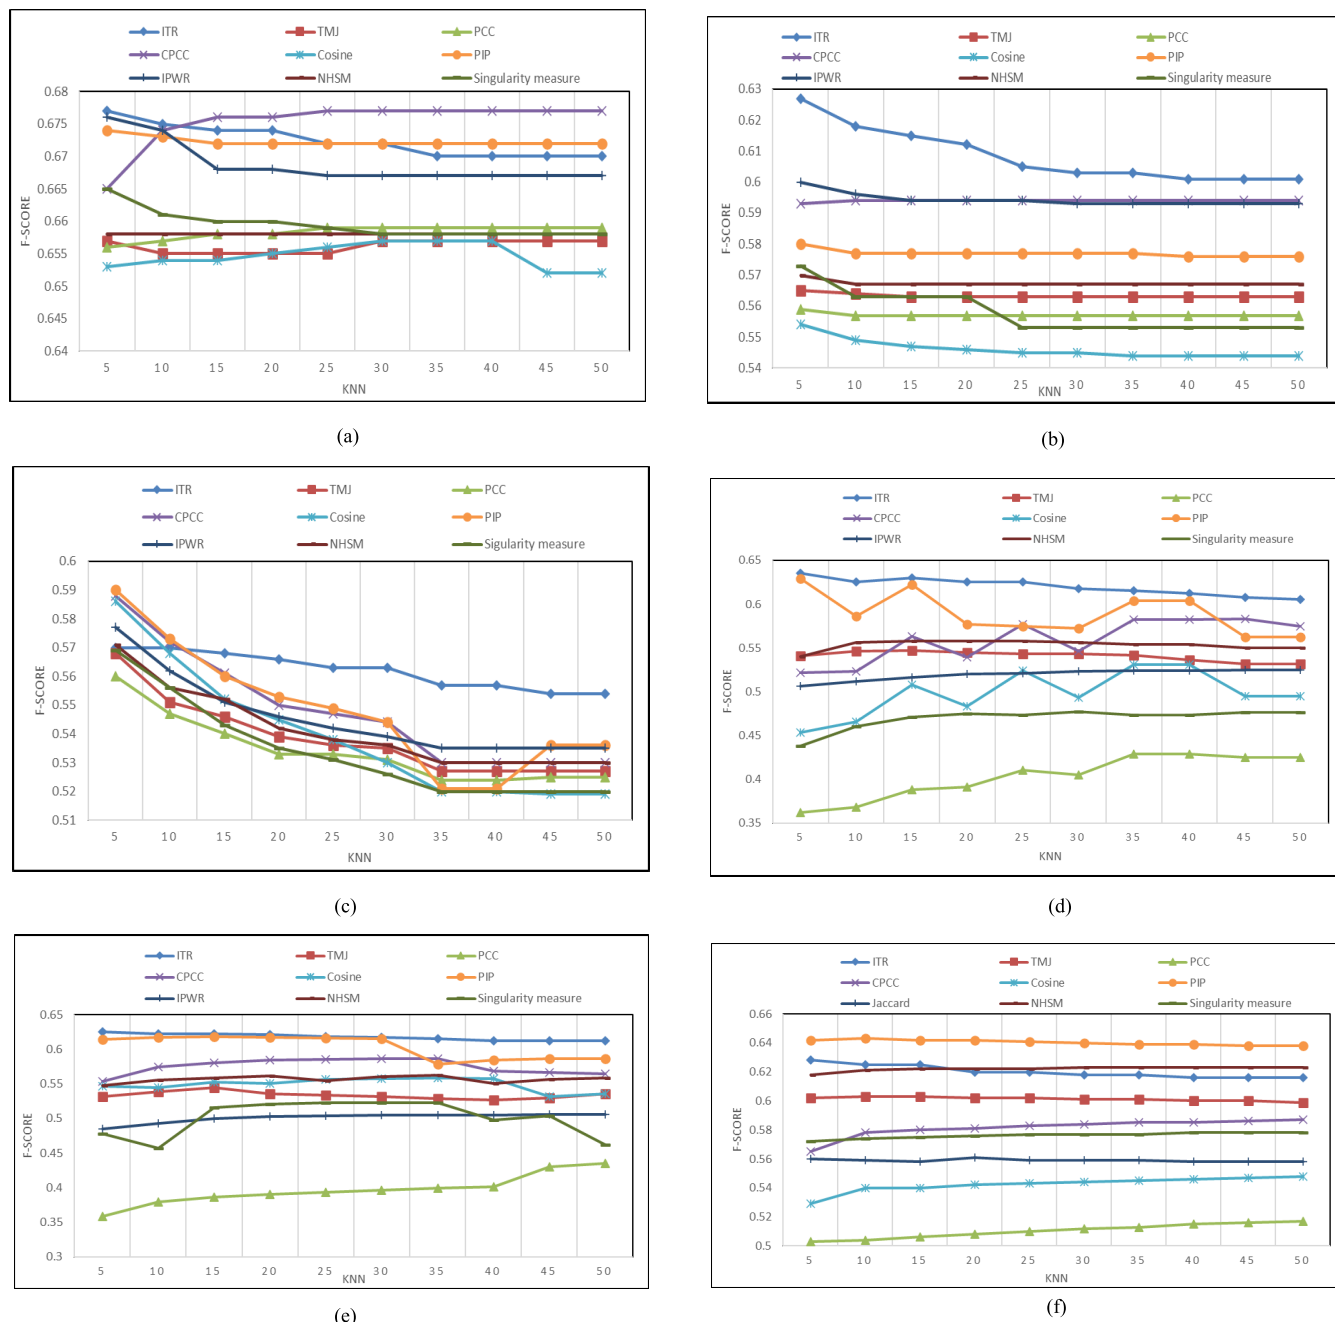 ITR TMJ PCC
CPCC Cosine PIP
IPWR NHSM Singularity measure
0.68
0.675
0.67
0.665
0.66
0.655
0.65
0.645
0.64
F-SCORE
5 10 15 20 25 30 35 40 45 50
KNN
(a)
ITR TMJ PCC
CPCC Cosine PIP
IPWR NHSM Singularity measure
0.63
0.62
0.61
0.6
0.59
0.58
0.57
0.56
0.55
0.54
F-SCORE
5 10 15 20 25 30 35 40 45 50
KNN
(b)
ITR TMJ PCC
CPCC Cosine PIP
IPWR NHSM Sigularity measure
0.6
0.59
0.58
0.57
0.56
0.55
0.54
0.53
0.52
0.51
F-SCORE
5 10 15 20 25 30 35 40 45 50
KNN
(c)
ITR TMJ PCC
CPCC Cosine PIP
IPWR NHSM Singularity measure
0.65
0.6
0.55
0.5
0.45
0.4
0.35
F-SCORE
5 10 15 20 25 30 35 40 45 50
KNN
(d)
ITR TMJ PCC
CPCC Cosine PIP
IPWR NHSM Singularity measure
0.65
0.6
0.55
0.5
0.45
0.4
0.35
0.3
F-SCORE
5 10 15 20 25 30 35 40 45 50
KNN
(e)
ITR TMJ PCC
CPCC Cosine PIP
Jaccard NHSM Singularity measure
0.66
0.64
0.62
0.6
0.58
0.56
0.54
0.52
0.5
F-SCORE
5 10 15 20 25 30 35 40 45 50
KNN
(f)